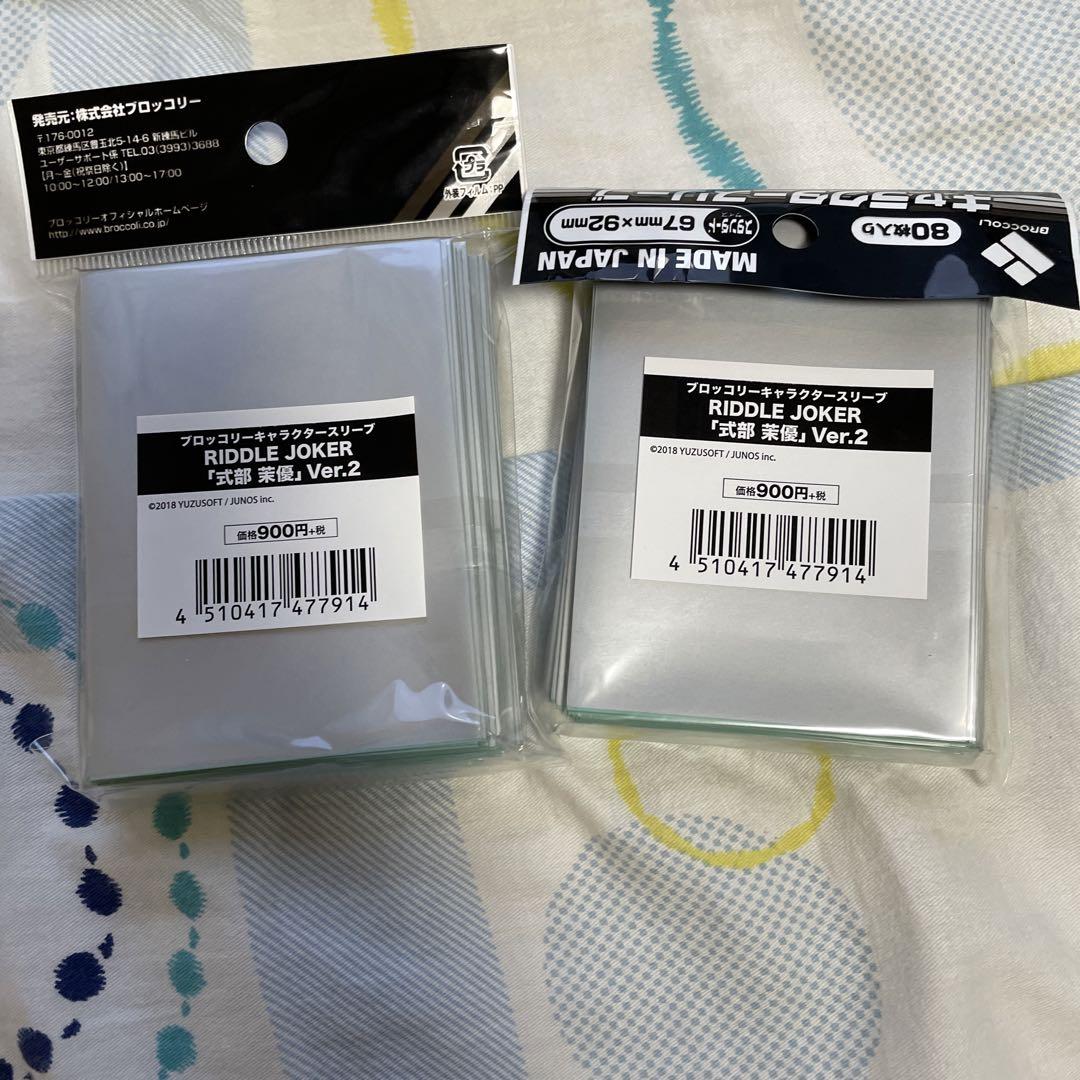 発売元:株式会社ブロッコリー
〒176-0012
東京都練馬区豊玉北5-14-6 新練馬ビル
ユーザーサポート係 TEL.03(3993)3688
[月～金(祝祭日除く)]
10:00～12:00/13:00～17:00
ブロッコリーオフィシャルホームページ
http://www.broccoli.co.jp/
プラ
外装フィルム:PP
ブロッコリーキャラクタースリーブ
RIDDLE JOKER
「式部 茉優」Ver.2
©2018 YUZUSOFT / JUNOS inc.
価格900円+税
4 510417 477914
BROCCOLI
キャラクタースリーブ
80枚入り
スタンダードサイズ
67mm×92mm
MADE IN JAPAN
ブロッコリーキャラクタースリーブ
RIDDLE JOKER
「式部 茉優」Ver.2
©2018 YUZUSOFT / JUNOS inc.
価格900円+税
4 510417 477914